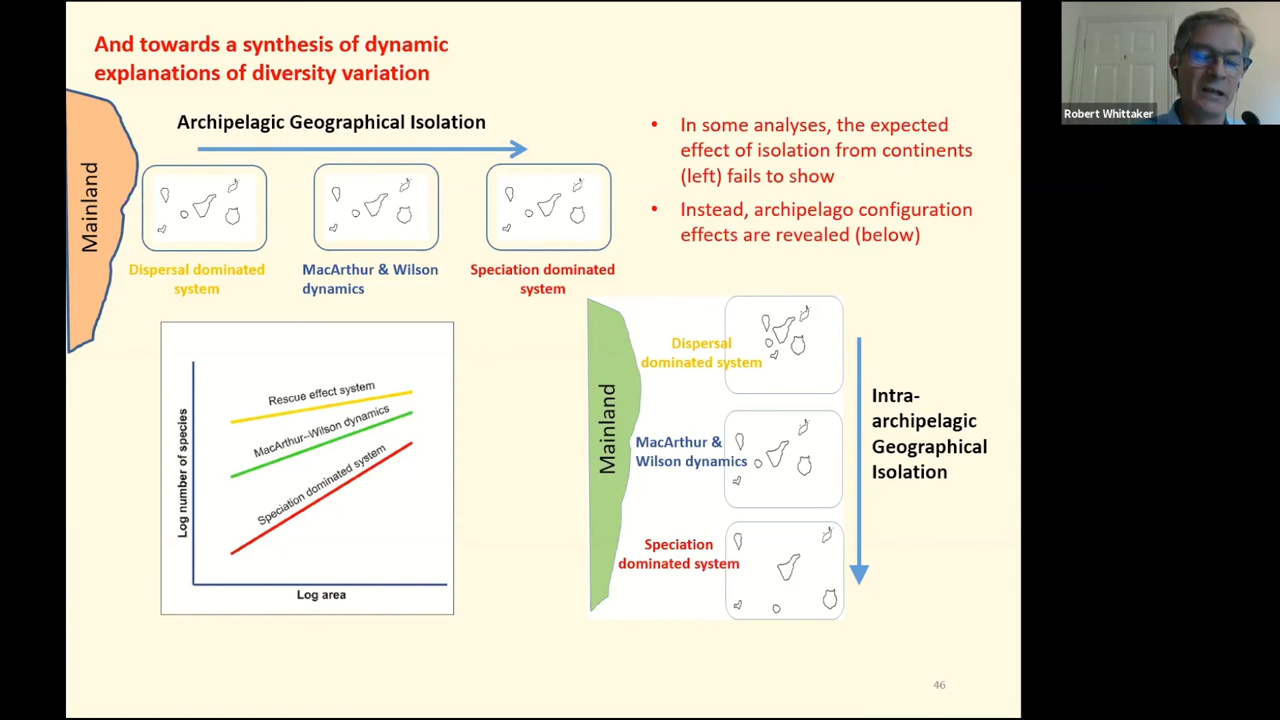 And towards a synthesis of dynamic
explanations of diversity variation
Archipelagic Geographical Isolation
Mainland
Dispersal dominated
system
MacArthur & Wilson
dynamics
Speciation dominated
system
• In some analyses, the expected
effect of isolation from continents
(left) fails to show
• Instead, archipelago configuration
effects are revealed (below)
Log number of species
Rescue effect system
MacArthur–Wilson dynamics
Speciation dominated system
Log area
Mainland
Dispersal
dominated system
MacArthur &
Wilson dynamics
Speciation
dominated system
Intra-
archipelagic
Geographical
Isolation
46
Robert Whittaker